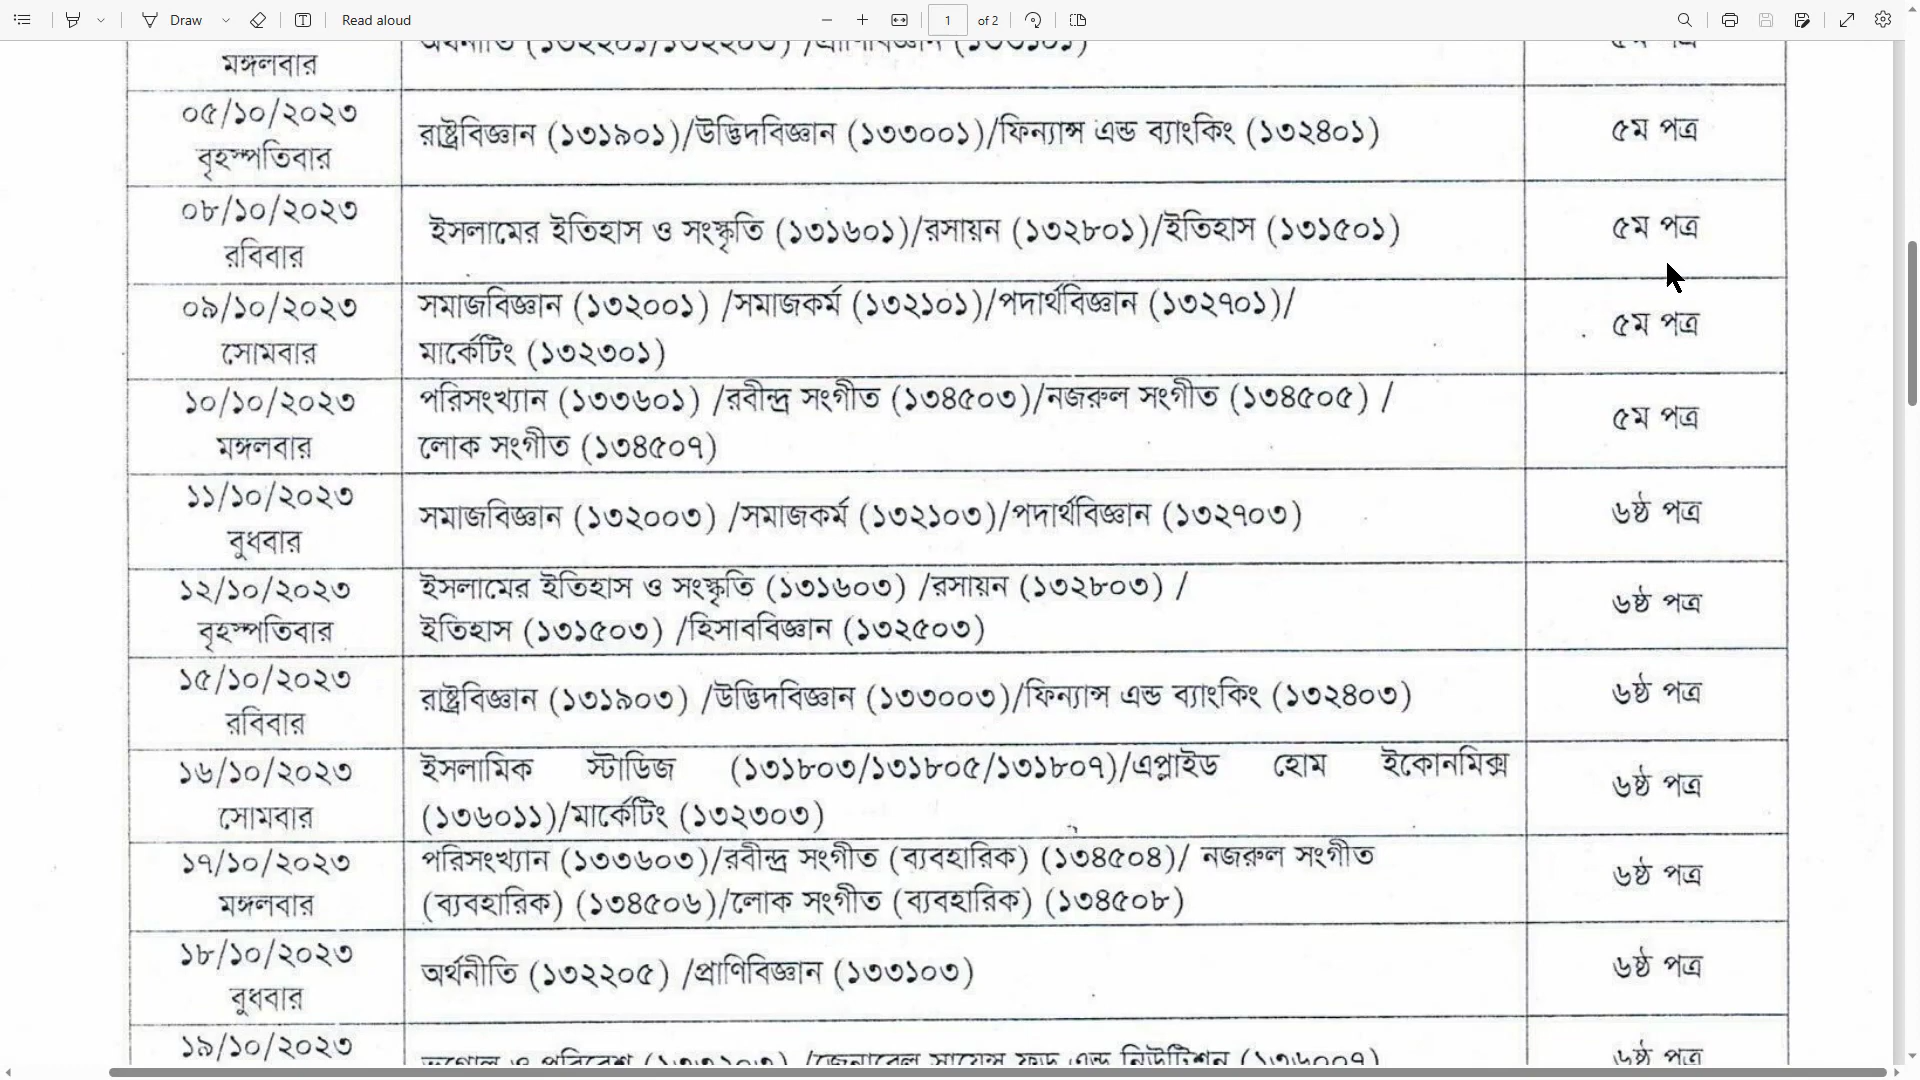 Draw
Read aloud
1
of 2
মঙ্গলবার
০৫/১০/২০২৩
বৃহস্পতিবার
রাষ্ট্রবিজ্ঞান (১৩১৯০১)/উদ্ভিদবিজ্ঞান (১৩৩০০১)/ফিন্যান্স এন্ড ব্যাংকিং (১৩২৪০১)
৫ম পত্র
০৮/১০/২০২৩
রবিবার
ইসলামের ইতিহাস ও সংস্কৃতি (১৩১৬০১)/রসায়ন (১৩২৮০১)/ইতিহাস (১৩১৫০১)
৫ম পত্র
০৯/১০/২০২৩
সোমবার
সমাজবিজ্ঞান (১৩২০০১) /সমাজকর্ম (১৩২১০১)/পদার্থবিজ্ঞান (১৩২৭০১)/
মার্কেটিং (১৩২৩০১)
৫ম পত্র
১০/১০/২০২৩
মঙ্গলবার
পরিসংখ্যান (১৩৩৬০১) /রবীন্দ্র সংগীত (১৩৪৫০৩)/নজরুল সংগীত (১৩৪৫০৫) /
লোক সংগীত (১৩৪৫০৭)
৫ম পত্র
১১/১০/২০২৩
বুধবার
সমাজবিজ্ঞান (১৩২০০৩) /সমাজকর্ম (১৩২১০৩)/পদার্থবিজ্ঞান (১৩২৭০৩)
৬ষ্ঠ পত্র
১২/১০/২০২৩
বৃহস্পতিবার
ইসলামের ইতিহাস ও সংস্কৃতি (১৩১৬০৩) /রসায়ন (১৩২৮০৩) /
ইতিহাস (১৩১৫০৩) /হিসাববিজ্ঞান (১৩২৫০৩)
৬ষ্ঠ পত্র
১৫/১০/২০২৩
রবিবার
রাষ্ট্রবিজ্ঞান (১৩১৯০৩) /উদ্ভিদবিজ্ঞান (১৩৩০০৩)/ফিন্যান্স এন্ড ব্যাংকিং (১৩২৪০৩)
৬ষ্ঠ পত্র
১৬/১০/২০২৩
সোমবার
ইসলামিক স্টাডিজ (১৩১৮০৩/১৩১৮০৫/১৩১৮০৭)/এপ্লাইড হোম ইকোনমিক্স
(১৩৬০১১)/মার্কেটিং (১৩২৩০৩)
৬ষ্ঠ পত্র
১৭/১০/২০২৩
মঙ্গলবার
পরিসংখ্যান (১৩৩৬০৩)/রবীন্দ্র সংগীত (ব্যবহারিক) (১৩৪৫০৪)/ নজরুল সংগীত
(ব্যবহারিক) (১৩৪৫০৬)/লোক সংগীত (ব্যবহারিক) (১৩৪৫০৮)
৬ষ্ঠ পত্র
১৮/১০/২০২৩
বুধবার
অর্থনীতি (১৩২২০৫) /প্রাণিবিজ্ঞান (১৩৩১০৩)
৬ষ্ঠ পত্র
১৯/১০/২০২৩
৬ষ্ঠ পত্র